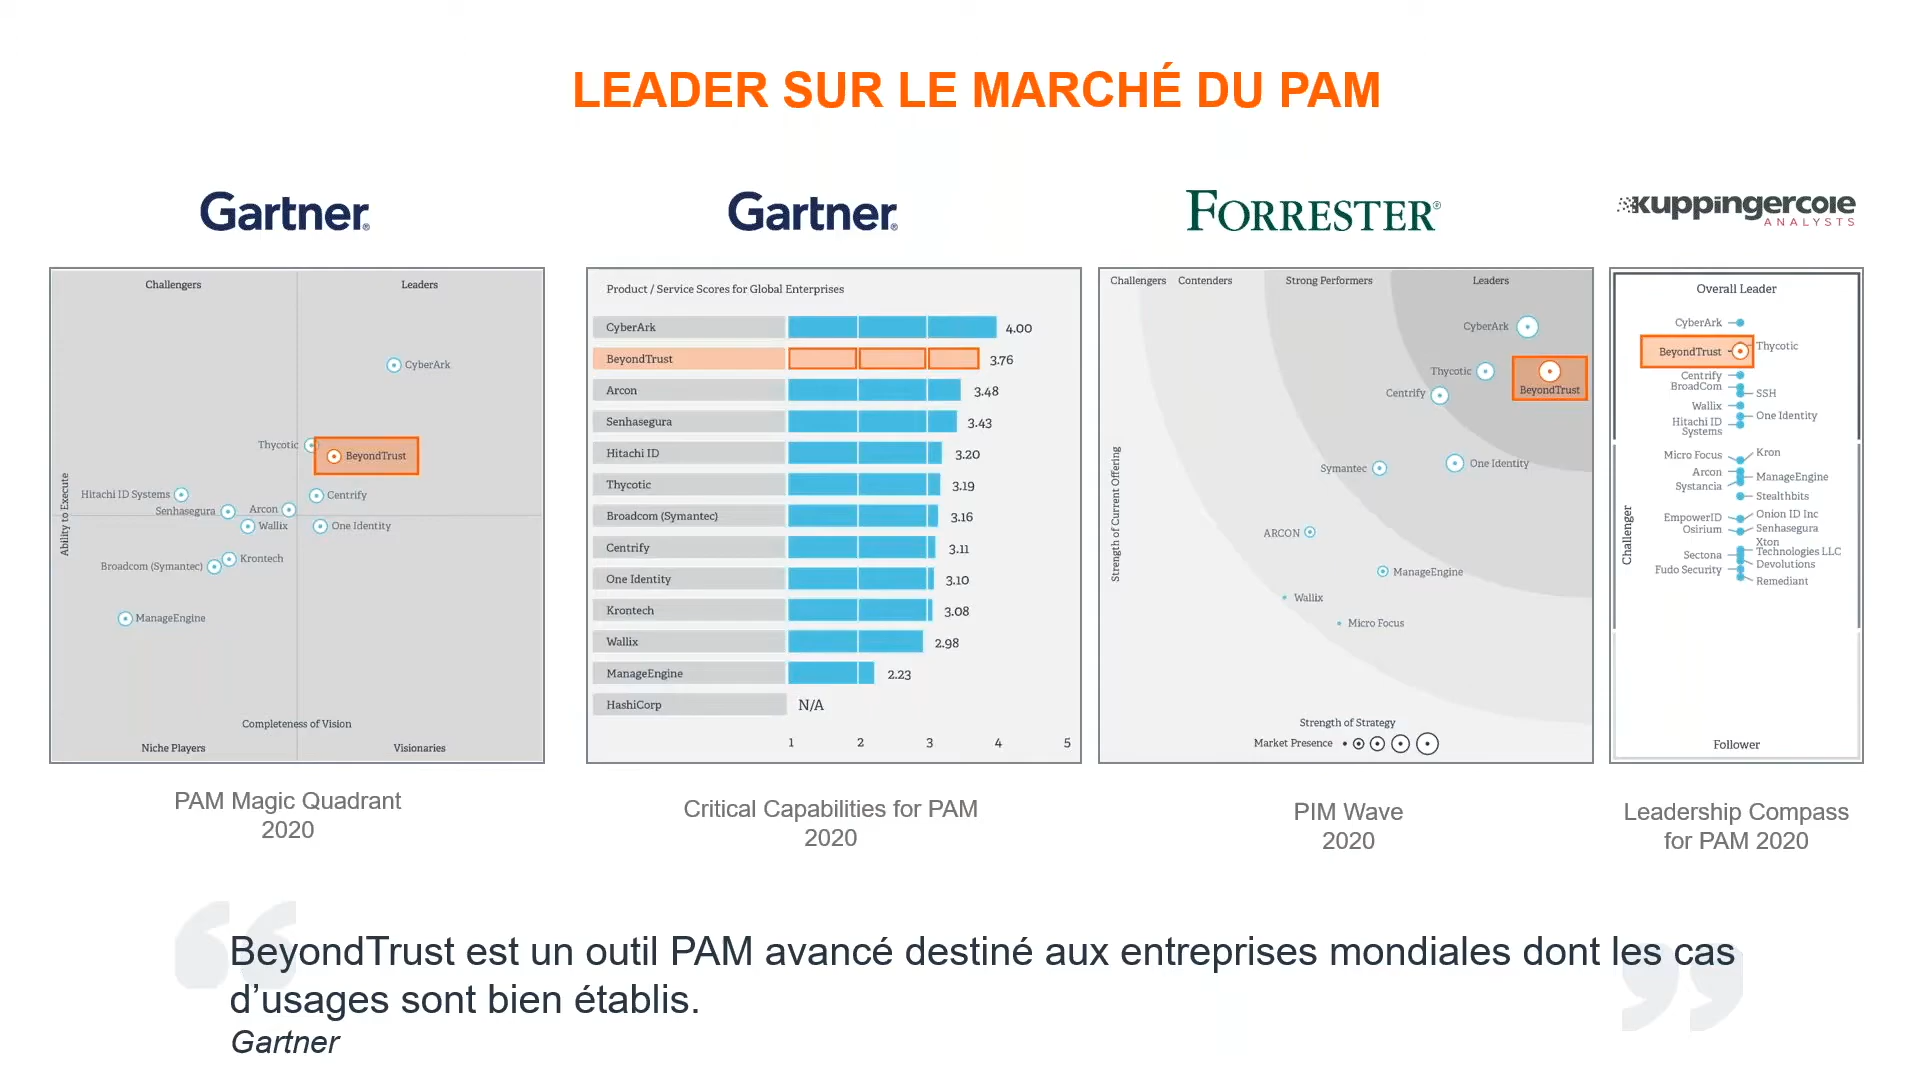 LEADER SUR LE MARCHÉ DU PAM
Gartner®
Gartner®
FORRESTER®
kuppingercole
ANALYSTS
Challengers
Leaders
CyberArk
Thycotic
BeyondTrust
Hitachi ID Systems
Centrify
Senhasegura
Arcon
Wallix
One Identity
Krontech
Broadcom (Symantec)
ManageEngine
Ability to Execute
Completeness of Vision
Niche Players
Visionaries
PAM Magic Quadrant
2020
Product / Service Scores for Global Enterprises
CyberArk 4.00
BeyondTrust 3.76
Arcon 3.48
Senhasegura 3.43
Hitachi ID 3.20
Thycotic 3.19
Broadcom (Symantec) 3.16
Centrify 3.11
One Identity 3.10
Krontech 3.08
Wallix 2.98
ManageEngine 2.23
HashiCorp N/A
1 2 3 4 5
Critical Capabilities for PAM
2020
Challengers Contenders Strong Performers Leaders
CyberArk
Thycotic
BeyondTrust
Centrify
Symantec
One Identity
ARCON
ManageEngine
Wallix
Micro Focus
Strength of Current Offering
Strength of Strategy
Market Presence
PIM Wave
2020
Overall Leader
CyberArk
Thycotic
BeyondTrust
Centrify
BroadCom
SSH
Wallix
One Identity
Hitachi ID
Systems
Kron
Micro Focus
Arcon
ManageEngine
Systancia
Stealthbits
Onion ID Inc
EmpowerID
Senhasegura
Osirium
Xton
Technologies LLC
Sectona
Devolutions
Fudo Security
Remediant
Challenger
Follower
Leadership Compass
for PAM 2020
“
BeyondTrust est un outil PAM avancé destiné aux entreprises mondiales dont les cas
d’usages sont bien établis.
”
Gartner